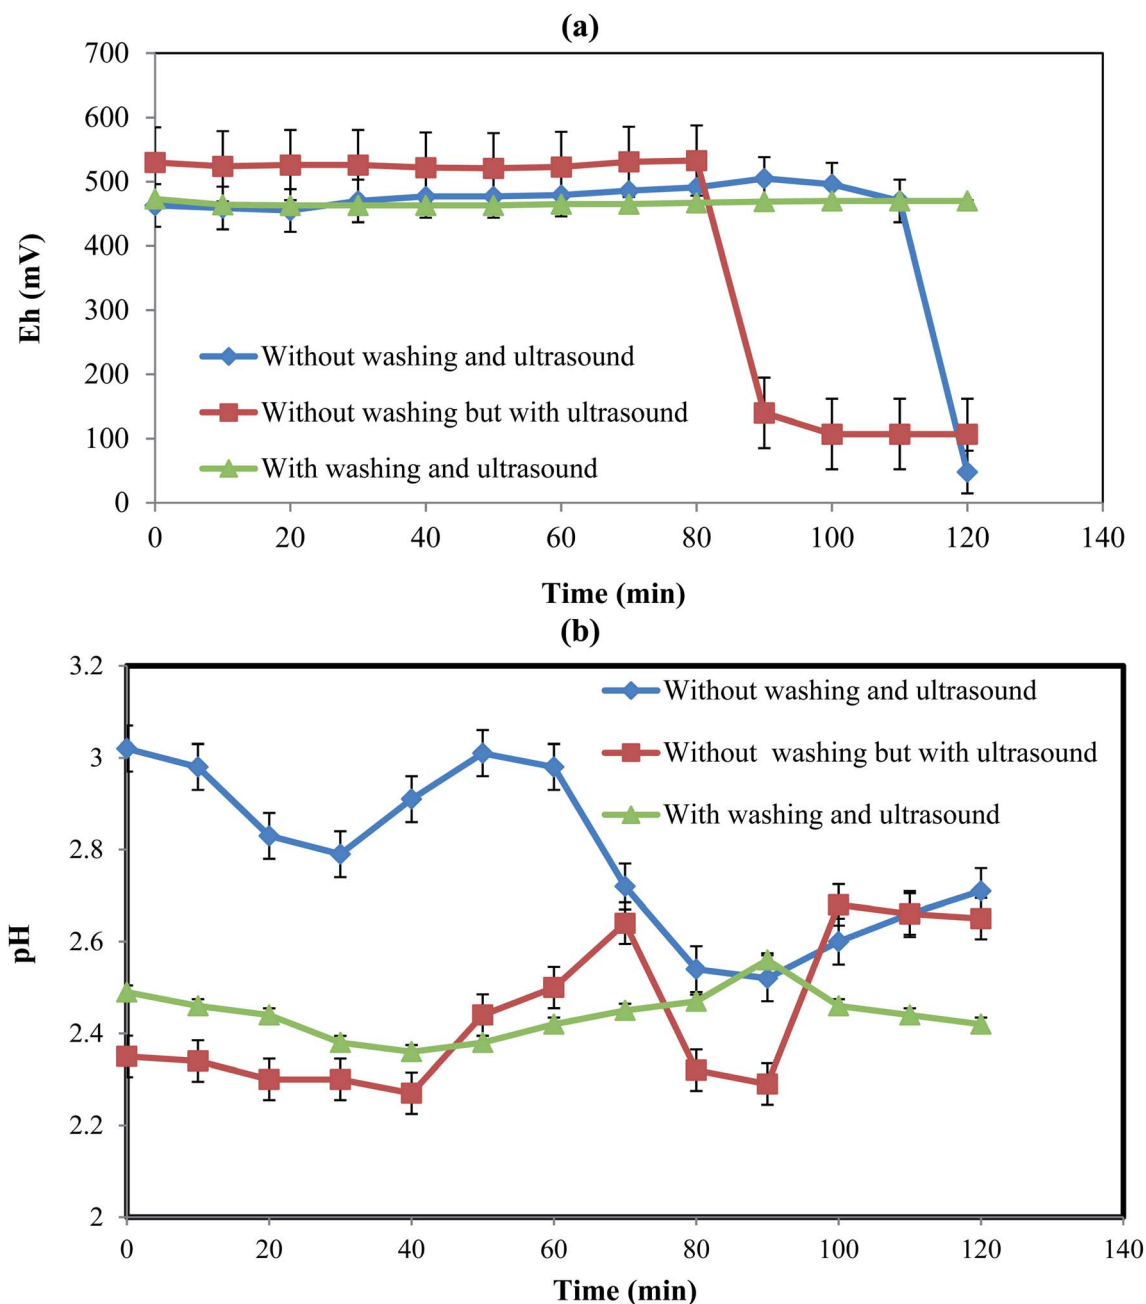 (a)
700
600
500
400
300
200
100
0
Eh (mV)
Without washing and ultrasound
Without washing but with ultrasound
With washing and ultrasound
0 20 40 60 80 100 120 140
Time (min)
(b)
3.2
3
2.8
2.6
2.4
2.2
2
pH
Without washing and ultrasound
Without washing but with ultrasound
With washing and ultrasound
0 20 40 60 80 100 120 140
Time (min)